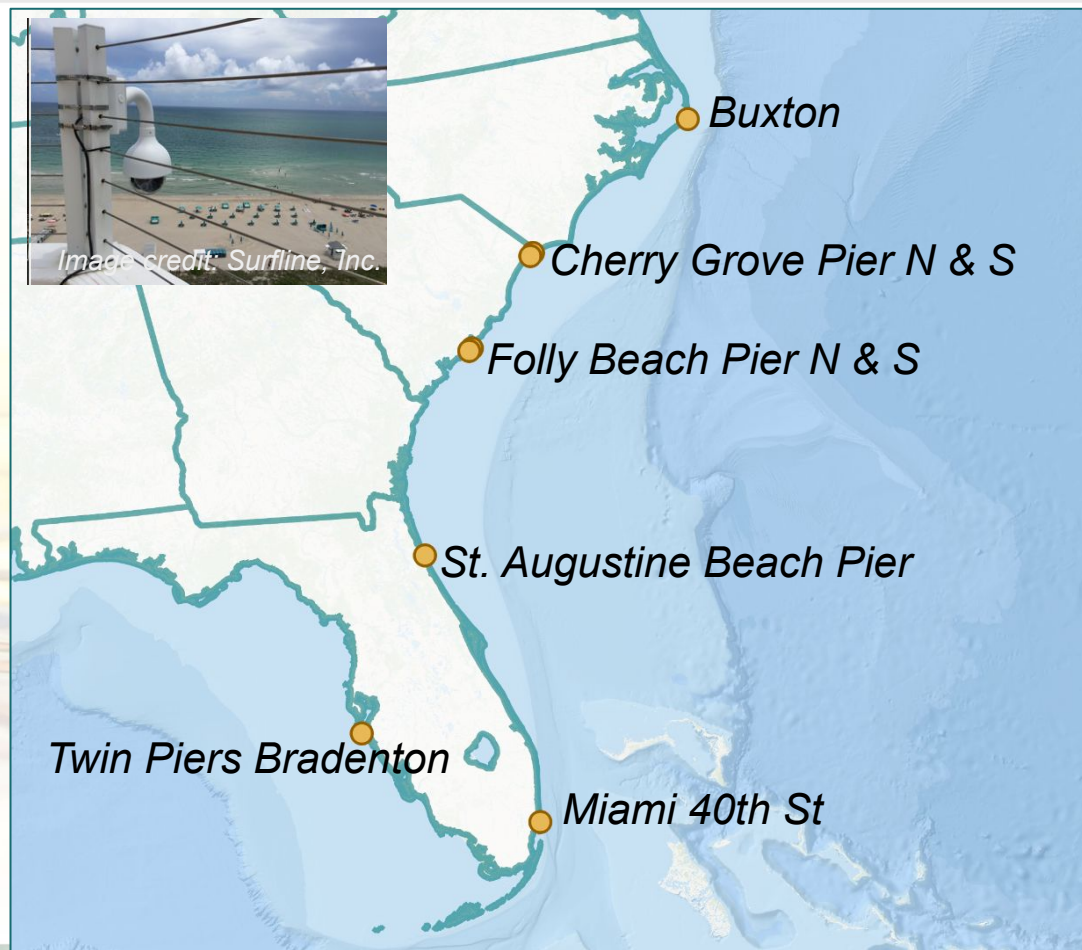 Image credit: Surfline, Inc.
Buxton
Cherry Grove Pier N & S
Folly Beach Pier N & S
St. Augustine Beach Pier
Twin Piers Bradenton
Miami 40th St